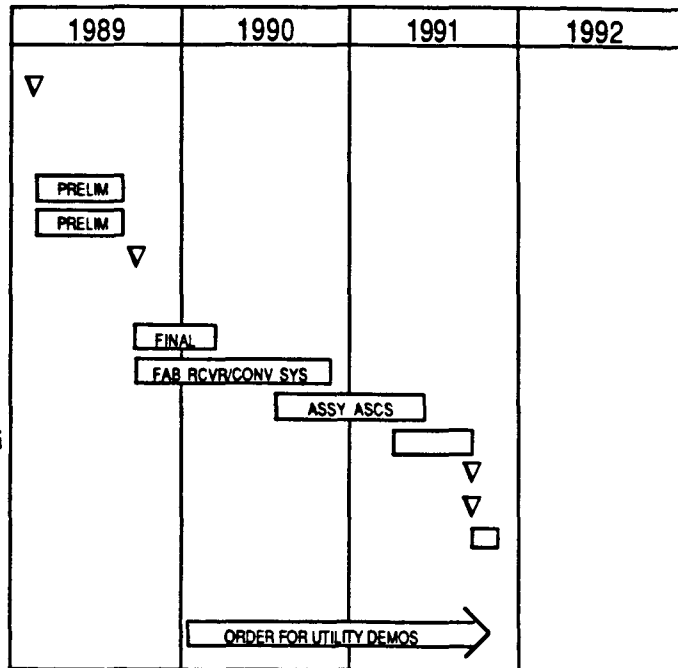 1989 1990 1991 1992
PRELIM
PRELIM
FINAL
FAB RCVR/CONV SYS
ASSY ASCS
ORDER FOR UTILITY DEMOS